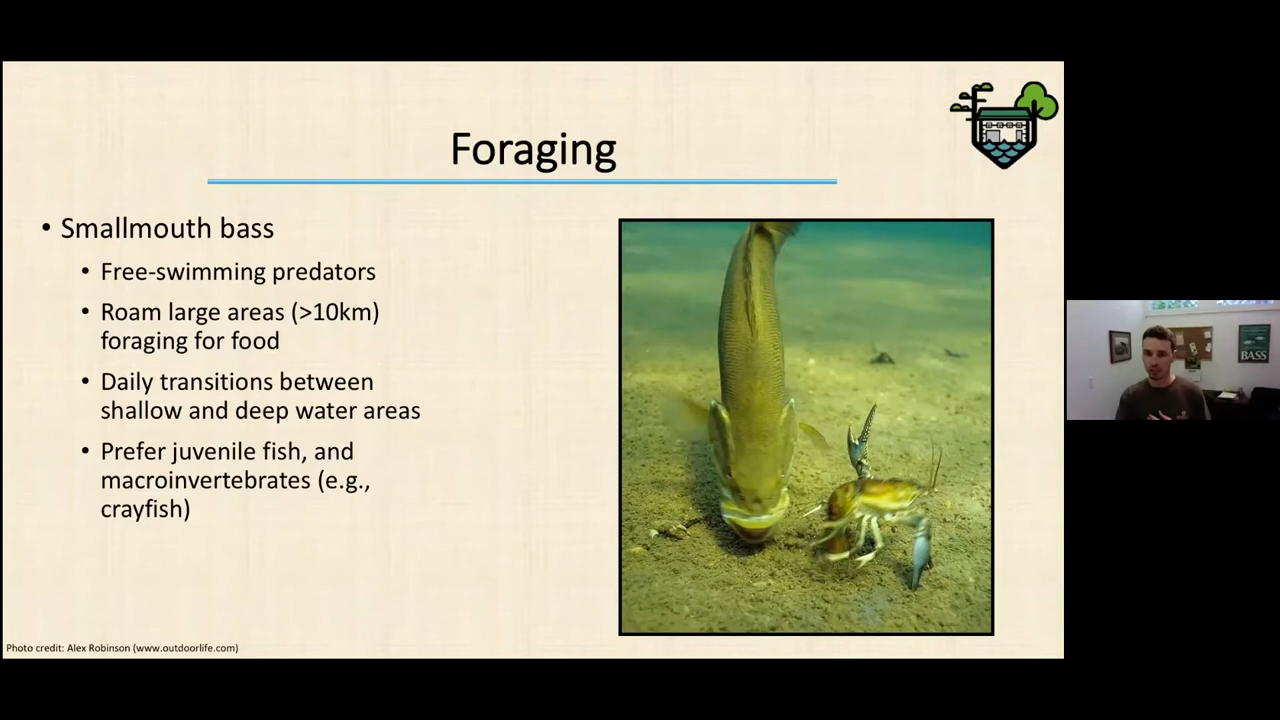 Foraging
• Smallmouth bass
• Free-swimming predators
• Roam large areas (>10km)
foraging for food
• Daily transitions between
shallow and deep water areas
• Prefer juvenile fish, and
macroinvertebrates (e.g.,
crayfish)
Photo credit: Alex Robinson (www.outdoorlife.com)
BASS